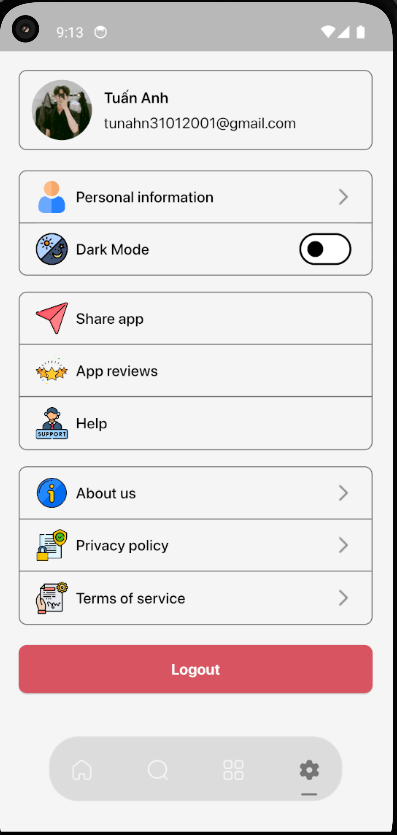 9:13
Tuấn Anh
tunahn31012001@gmail.com
Personal information
Dark Mode
Share app
App reviews
SUPPORT
Help
About us
Privacy policy
Terms of service
Logout